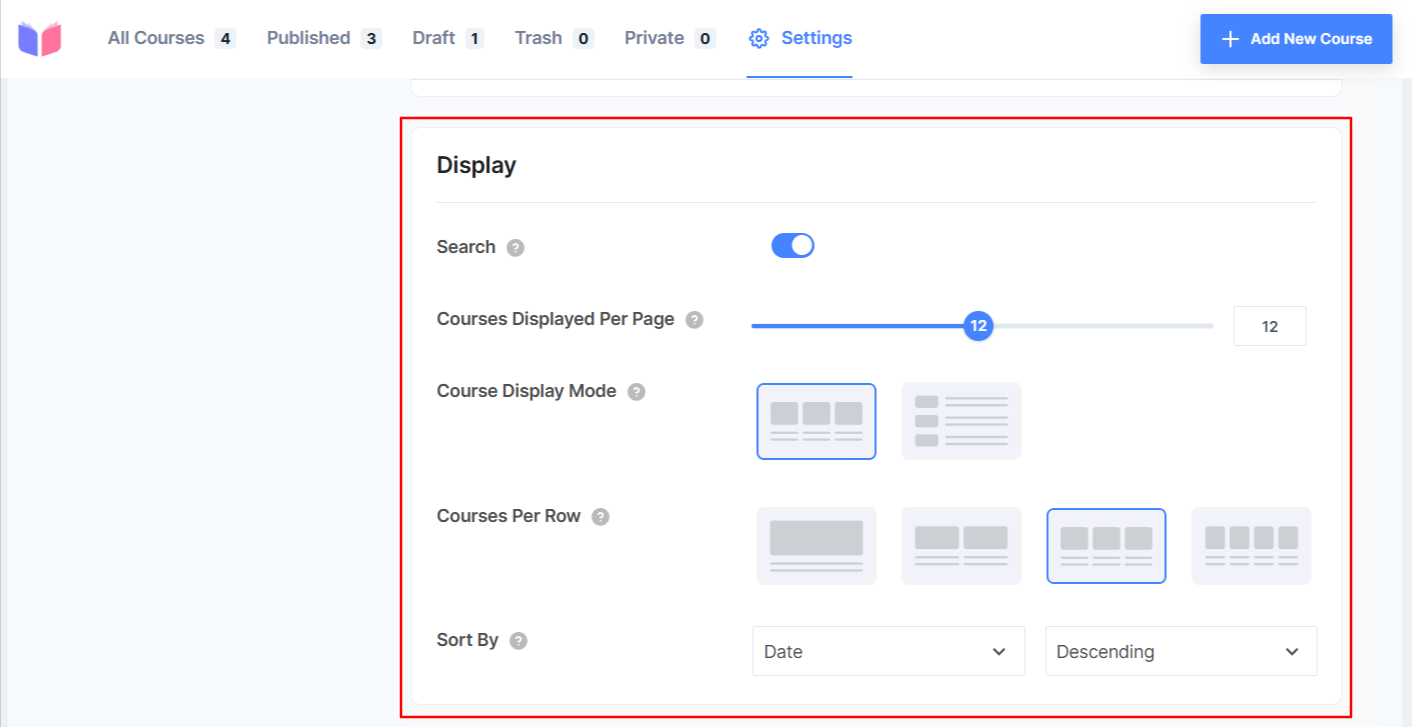 All Courses 4 Published 3 Draft 1 Trash 0 Private 0 Settings + Add New Course
Display
Search ?
Courses Displayed Per Page ? 12 12
Course Display Mode ?
Courses Per Row ?
Sort By ? Date Descending